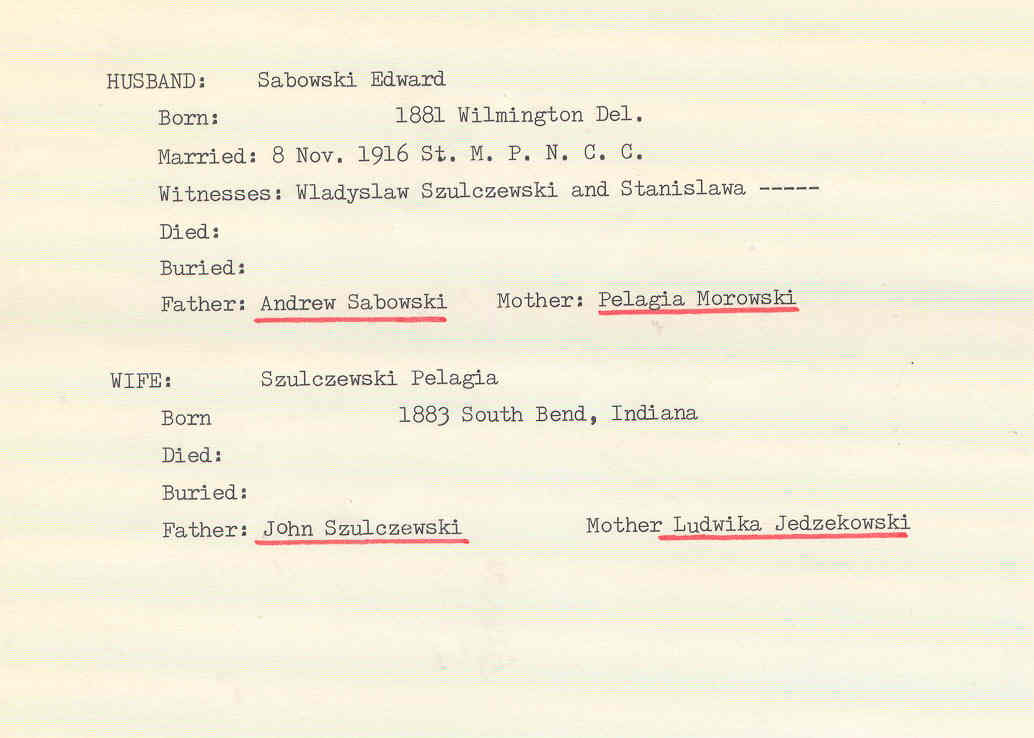 HUSBAND: Sabowski Edward
Born: 1881 Wilmington Del.
Married: 8 Nov. 1916 St. M. P. N. C. C.
Witnesses: Wladyslaw Szulczewski and Stanislawa -----
Died:
Buried:
Father: Andrew Sabowski Mother: Pelagia Morowski
WIFE: Szulczewski Pelagia
Born 1883 South Bend, Indiana
Died:
Buried:
Father: John Szulczewski Mother Ludwika Jedzekowski